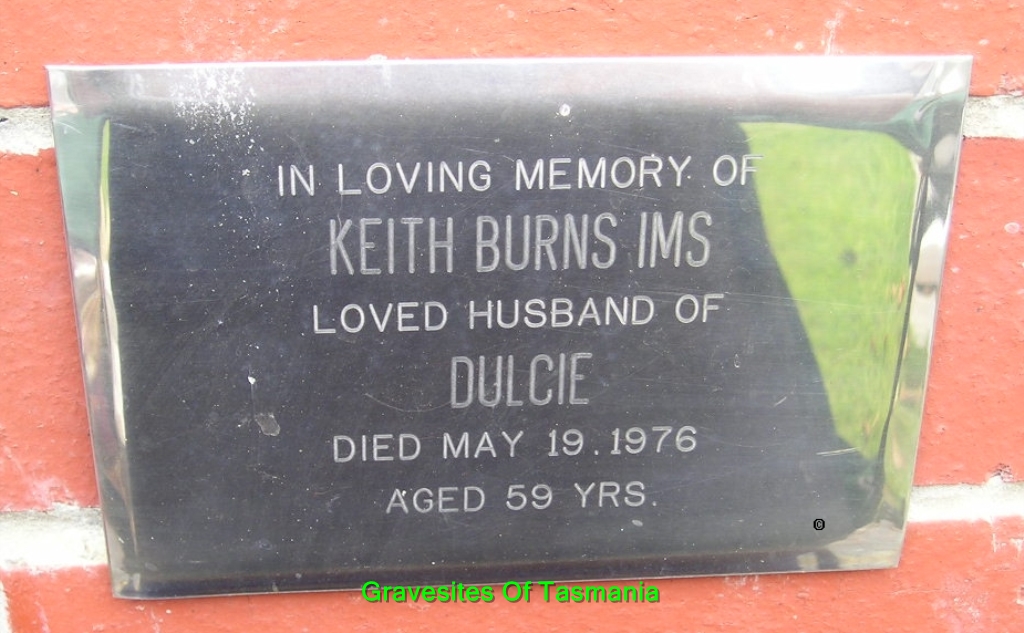 IN LOVING MEMORY OF
KEITH BURNS IMS
LOVED HUSBAND OF
DULCIE
DIED MAY 19.1976
AGED 59 YRS.
©
Gravesites Of Tasmania